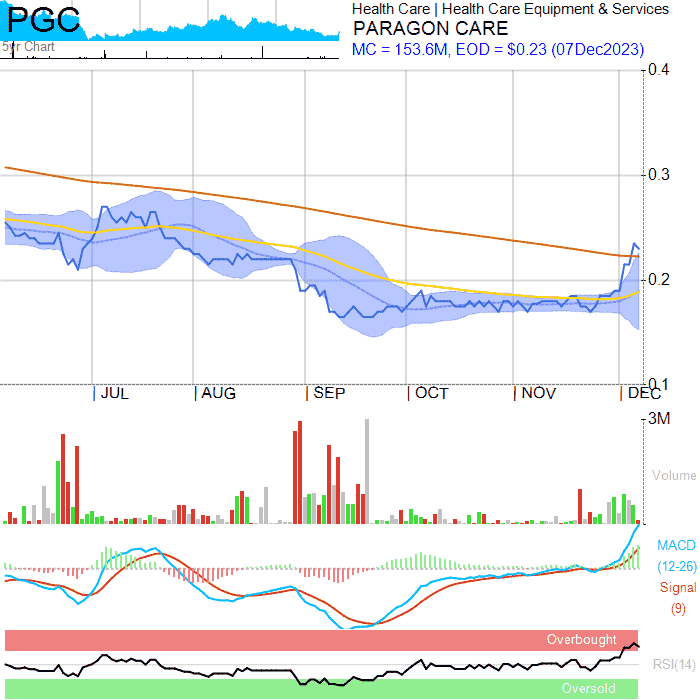 PGC
5yr Chart
Health Care | Health Care Equipment & Services
PARAGON CARE
MC = 153.6M, EOD = $0.23 (07Dec2023)
0.4
0.3
0.2
0.1
JUL
AUG
SEP
OCT
NOV
DEC
3M
Volume
MACD
(12-26)
Signal
(9)
Overbought
RSI(14)
Oversold